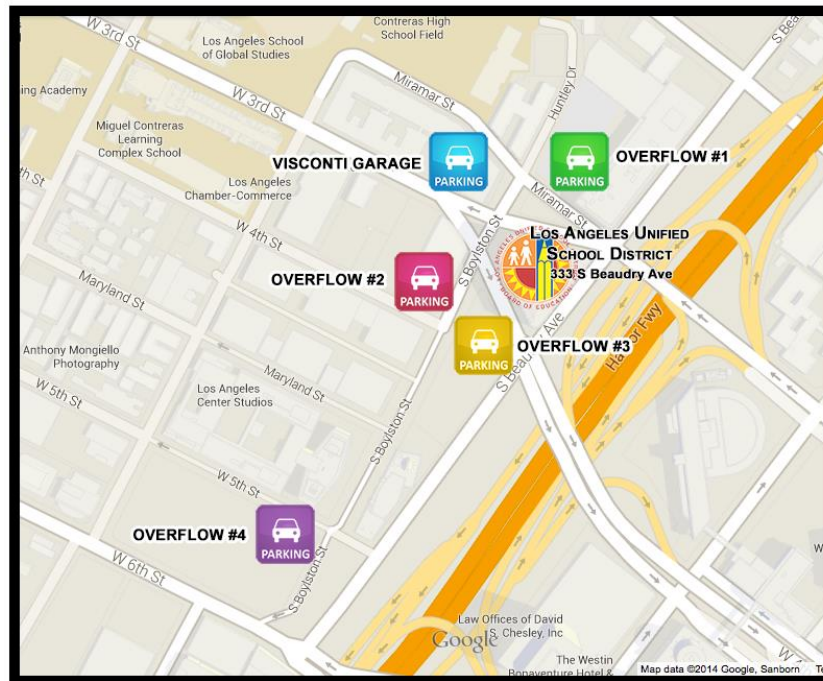 Contreras High
School Field
S Be
W 3rd St
Los Angeles School
of Global Studies
Miramar St
Huntley Dr
ing Academy
W 3rd St
Miguel Contreras
Learning
Complex School
VISCONTI GARAGE
PARKING
PARKING
OVERFLOW #1
Los Angeles
Chamber-Commerce
Miramar St
W 4th St
S Boylston St
LOS ANGELES UNIFIED
SCHOOL DISTRICT
333 S Beaudry Ave
BOARD OF EDUCATION
OVERFLOW #2
PARKING
Maryland St
S Beaudry Ave
Harbor Fwy
PARKING
OVERFLOW #3
Anthony Mongiello
Photography
Maryland St
W 5th St
Los Angeles
Center Studios
S Boylston St
W 5th St
OVERFLOW #4
PARKING
W 6th St
S Boylston St
Law Offices of David
S. Chesley, Inc
Google
The Westin
Bonaventure Hotel &
Map data ©2014 Google, Sanborn